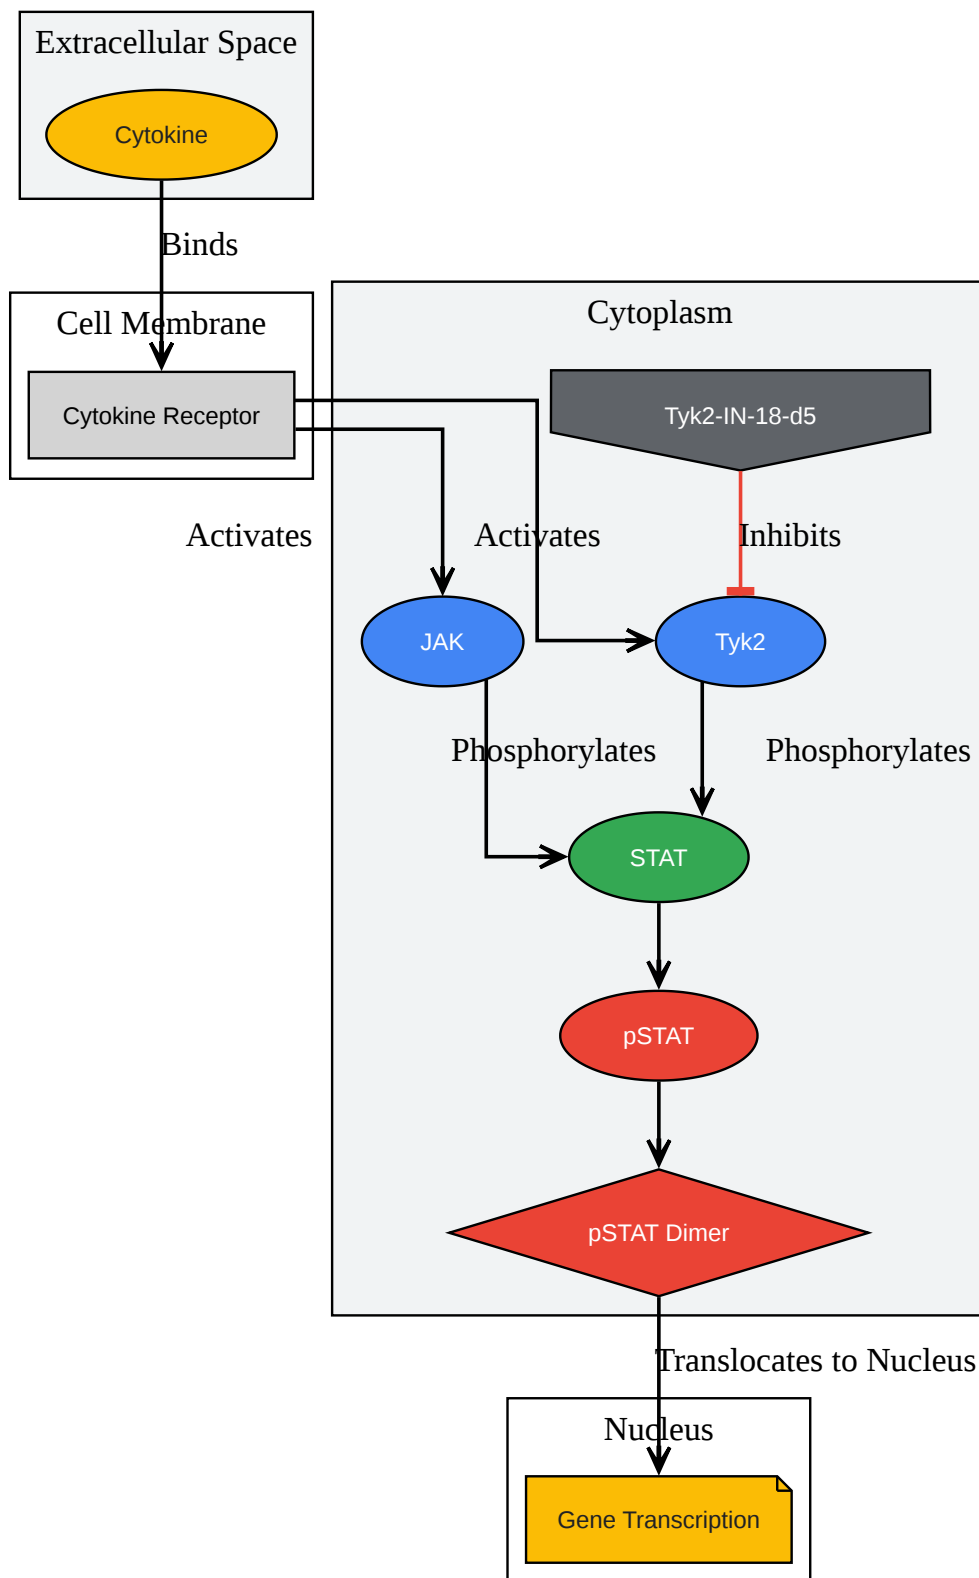 Extracellular Space
Cytokine
Binds
Cell Membrane
Cytokine Receptor
Cytoplasm
Tyk2-IN-18-d5
Activates
Activates
Inhibits
JAK
Tyk2
Phosphorylates
Phosphorylates
STAT
pSTAT
pSTAT Dimer
Translocates to Nucleus
Nucleus
Gene Transcription